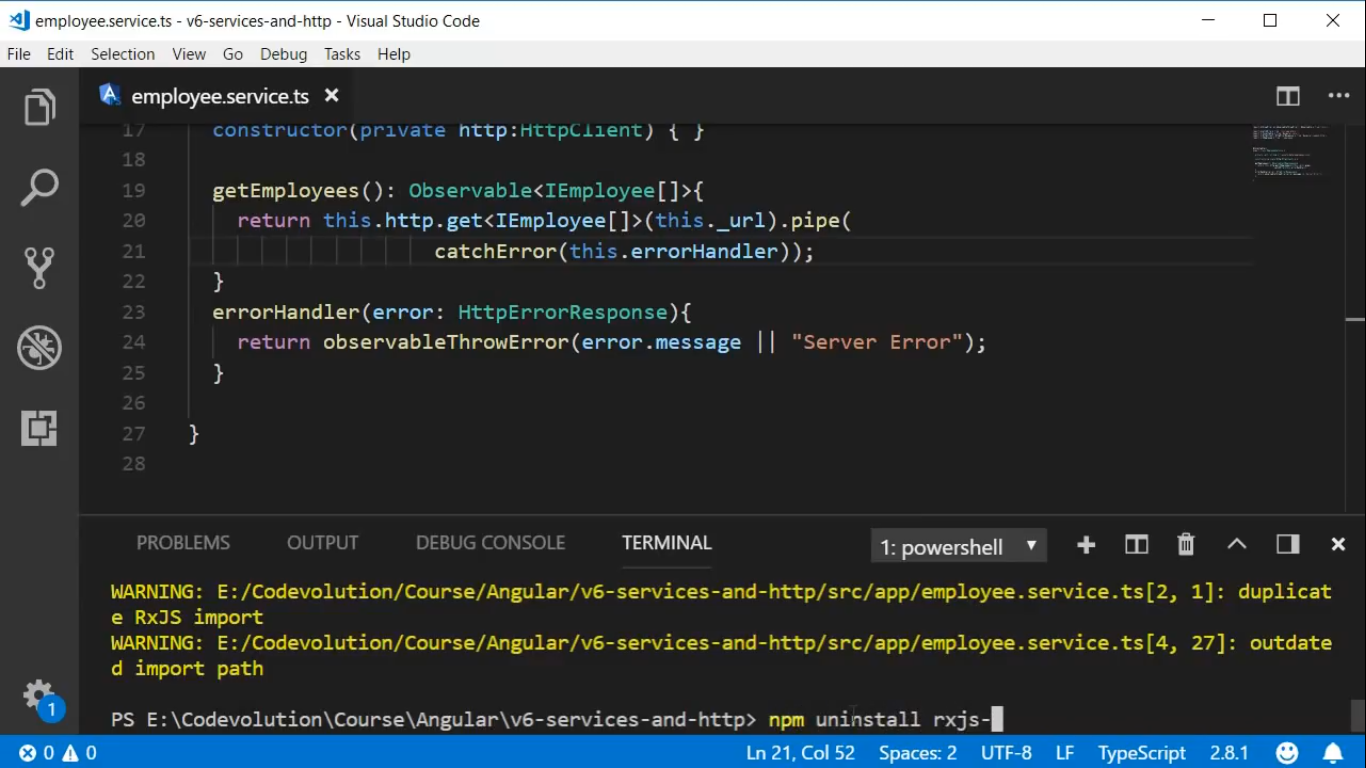 employee.service.ts - v6-services-and-http - Visual Studio Code
File Edit Selection View Go Debug Tasks Help
employee.service.ts
17 constructor(private http:HttpClient) { }
18
19 getEmployees(): Observable<IEmployee[]>{
20 return this.http.get<IEmployee[]>(this._url).pipe(
21 catchError(this.errorHandler));
22 }
23 errorHandler(error: HttpErrorResponse){
24 return observableThrowError(error.message || "Server Error");
25 }
26
27 }
28
PROBLEMS OUTPUT DEBUG CONSOLE TERMINAL 1: powershell
WARNING: E:/Codevolution/Course/Angular/v6-services-and-http/src/app/employee.service.ts[2, 1]: duplicat
e RxJS import
WARNING: E:/Codevolution/Course/Angular/v6-services-and-http/src/app/employee.service.ts[4, 27]: outdate
d import path
PS E:\Codevolution\Course\Angular\v6-services-and-http> npm uninstall rxjs-
1
0 0 Ln 21, Col 52 Spaces: 2 UTF-8 LF TypeScript 2.8.1